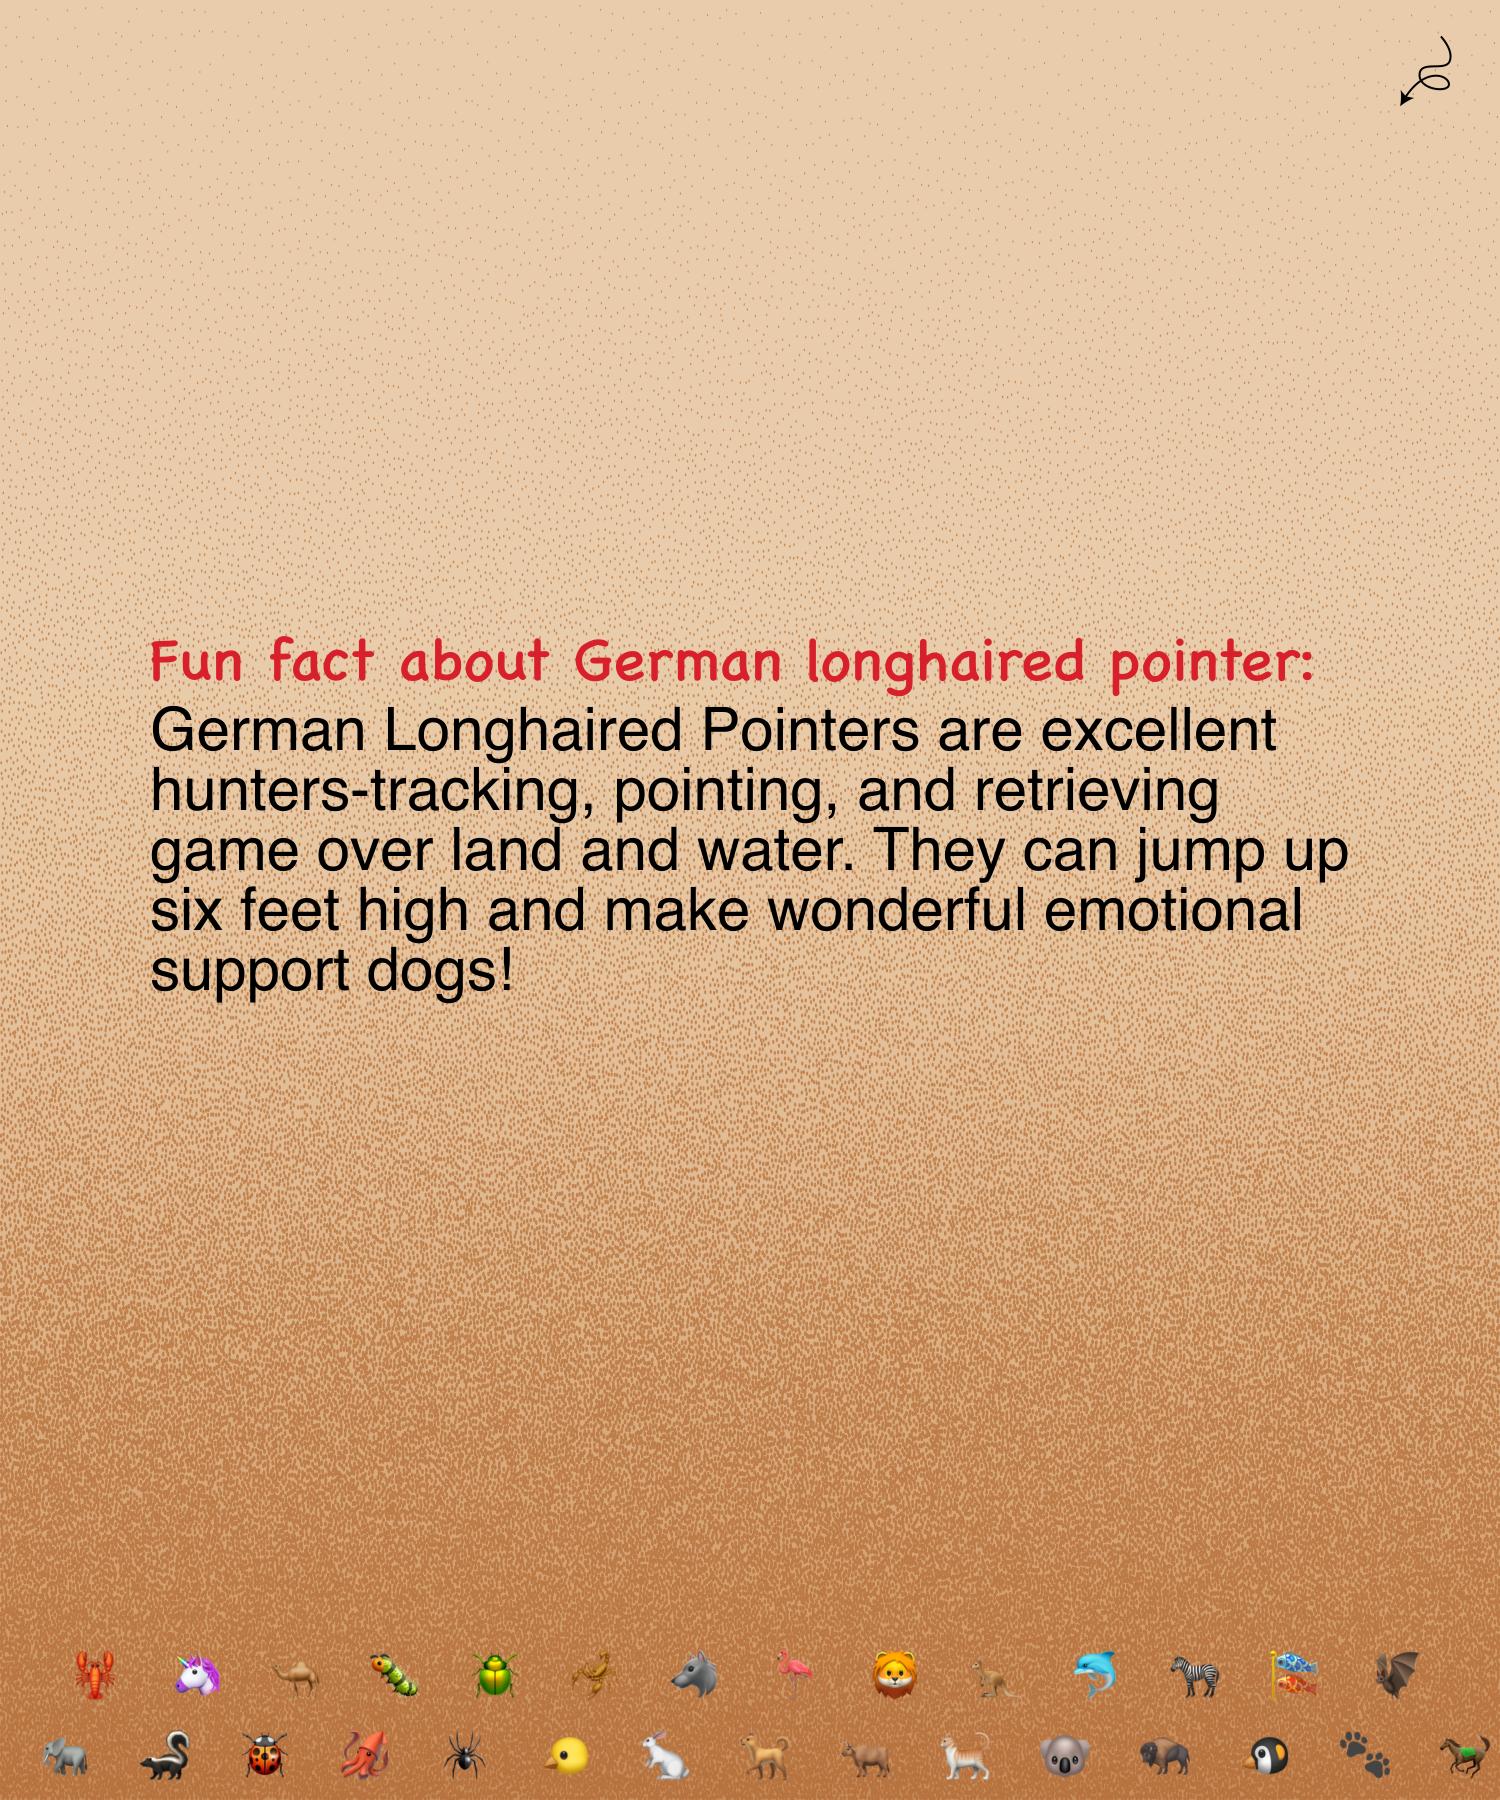 Fun fact about German longhaired pointer:
German Longhaired Pointers are excellent
hunters-tracking, pointing, and retrieving
game over land and water. They can jump up
six feet high and make wonderful emotional
support dogs!